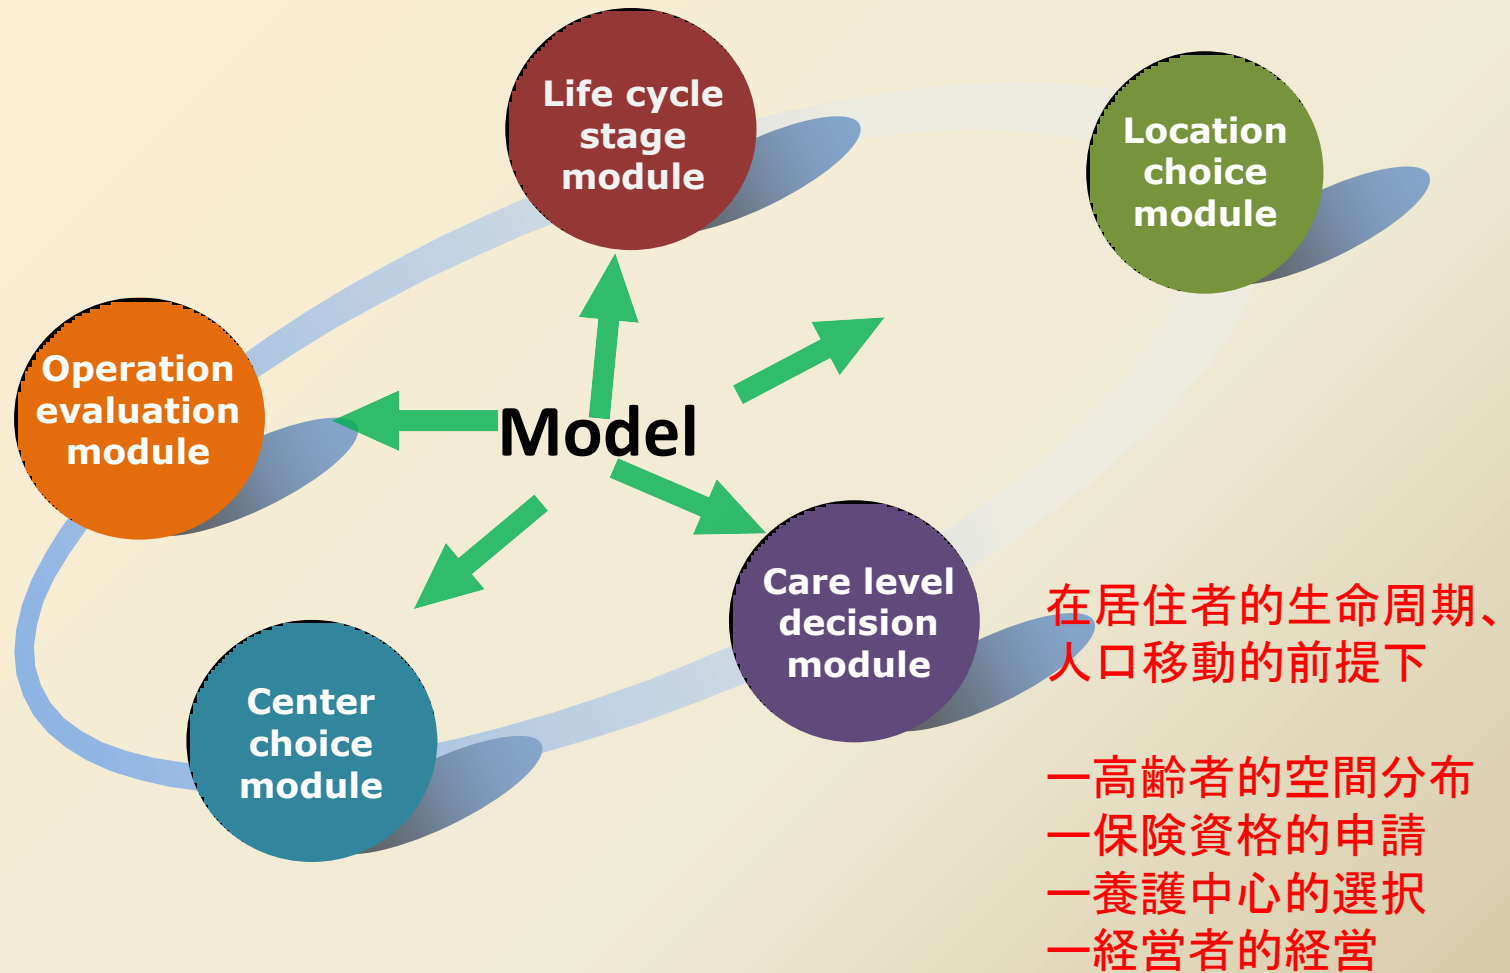 Life cycle
stage
module
Location
choice
module
Operation
evaluation
module
Model
Care level
decision
module
Center
choice
module
在居住者的生命周期、
人口移動的前提下
一高齢者的空間分布
一保険資格的申請
一養護中心的選択
一経営者的経営